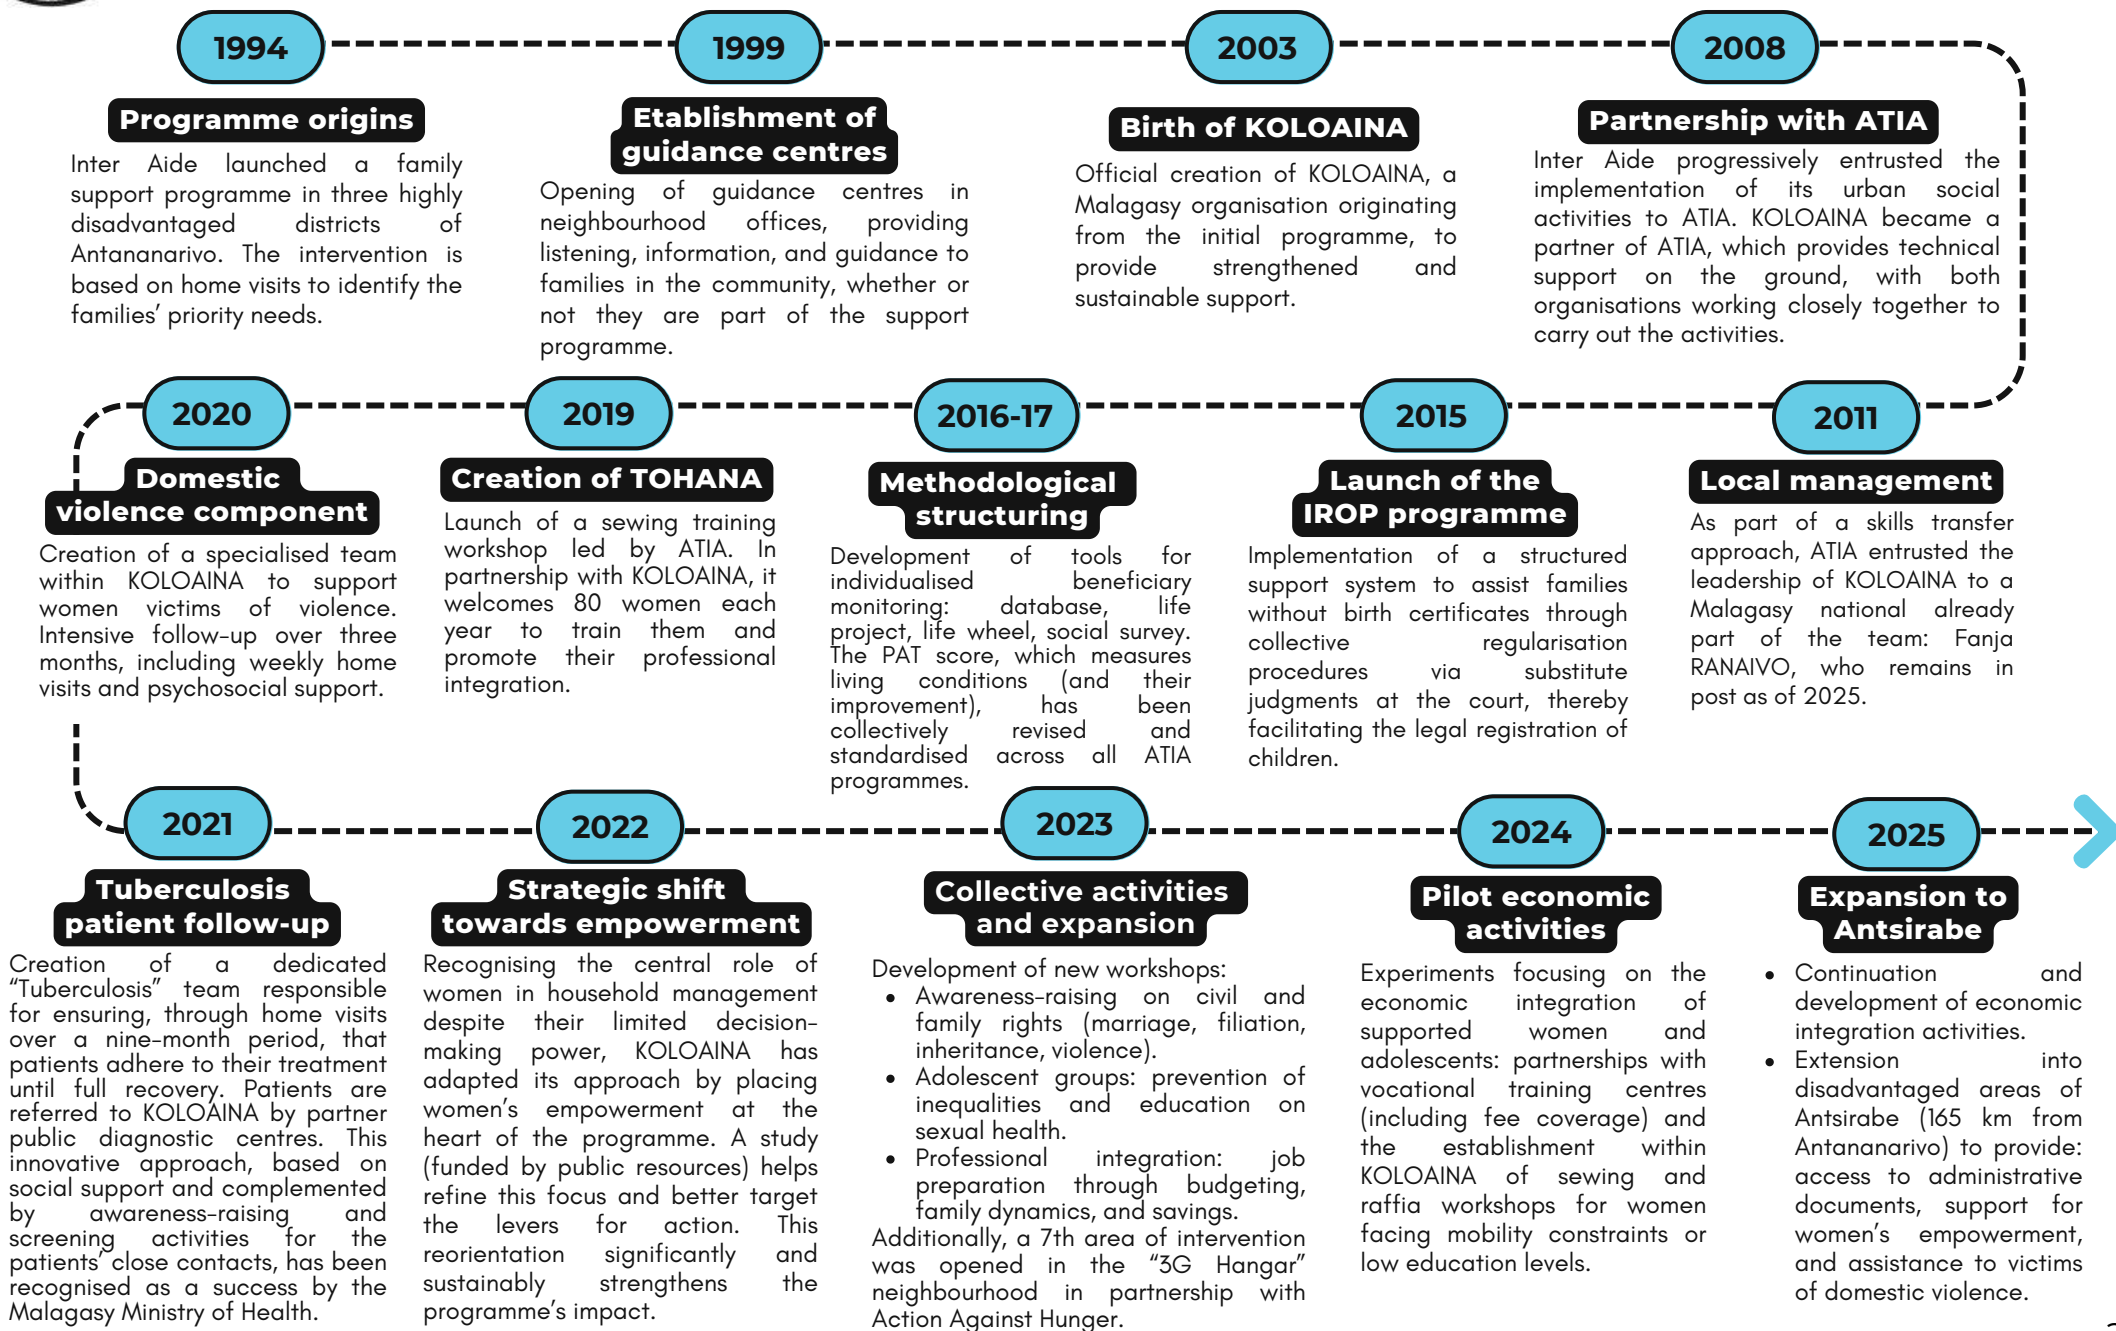 1994
Programme origins
Inter Aide launched a family
support programme in three highly
disadvantaged districts of
Antananarivo. The intervention is
based on home visits to identify the
families' priority needs.
1999
Etablishment of
guidance centres
Opening of guidance centres in
neighbourhood offices, providing
listening, information, and guidance to
families in the community, whether or
not they are part of the support
programme.
2003
Birth of KOLOAINA
Official creation of KOLOAINA, a
Malagasy organisation originating
from the initial programme, to
provide strengthened and
sustainable support.
2008
Partnership with ATIA
Inter Aide progressively entrusted the
implementation of its urban social
activities to ATIA. KOLOAINA became a
partner of ATIA, which provides technical
support on the ground, with both
organisations working closely together to
carry out the activities.
2011
Local management
As part of a skills transfer
approach, ATIA entrusted the
leadership of KOLOAINA to a
Malagasy national already
part of the team: Fanja
RANAIVO, who remains in
post as of 2025.
2015
Launch of the
IROP programme
Implementation of a structured
support system to assist families
without birth certificates through
collective regularisation
procedures via substitute
judgments at the court, thereby
facilitating the legal registration of
children.
2016-17
Methodological
structuring
Development of tools for
individualised beneficiary
monitoring: database, life
project, life wheel, social survey.
The PAT score, which measures
living conditions (and their
improvement), has been
collectively revised and
standardised across all ATIA
programmes.
2019
Creation of TOHANA
Launch of a sewing training
workshop led by ATIA. In
partnership with KOLOAINA, it
welcomes 80 women each
year to train them and
promote their professional
integration.
2020
Domestic
violence component
Creation of a specialised team
within KOLOAINA to support
women victims of violence.
Intensive follow-up over three
months, including weekly home
visits and psychosocial support.
2021
Tuberculosis
patient follow-up
Creation of a dedicated
“Tuberculosis” team responsible
for ensuring, through home visits
over a nine-month period, that
patients adhere to their treatment
until full recovery. Patients are
referred to KOLOAINA by partner
public diagnostic centres. This
innovative approach, based on
social support and complemented
by awareness-raising and
screening activities for the
patients' close contacts, has been
recognised as a success by the
Malagasy Ministry of Health.
2022
Strategic shift
towards empowerment
Recognising the central role of
women in household management
despite their limited decision-
making power, KOLOAINA has
adapted its approach by placing
women's empowerment at the
heart of the programme. A study
(funded by public resources) helps
refine this focus and better target
the levers for action. This
reorientation significantly and
sustainably strengthens the
programme's impact.
2023
Collective activities
and expansion
Development of new workshops:
• Awareness-raising on civil and
family rights (marriage, filiation,
inheritance, violence).
• Adolescent groups: prevention of
inequalities and education on
sexual health.
• Professional integration: job
preparation through budgeting,
family dynamics, and savings.
Additionally, a 7th area of intervention
was opened in the “3G Hangar”
neighbourhood in partnership with
Action Against Hunger.
2024
Pilot economic
activities
Experiments focusing on the
economic integration of
supported women and
adolescents: partnerships with
vocational training centres
(including fee coverage) and
the establishment within
KOLOAINA of sewing and
raffia workshops for women
facing mobility constraints or
low education levels.
2025
Expansion to
Antsirabe
• Continuation and
development of economic
integration activities.
• Extension into
disadvantaged areas of
Antsirabe (165 km from
Antananarivo) to provide:
access to administrative
documents, support for
women's empowerment,
and assistance to victims
of domestic violence.